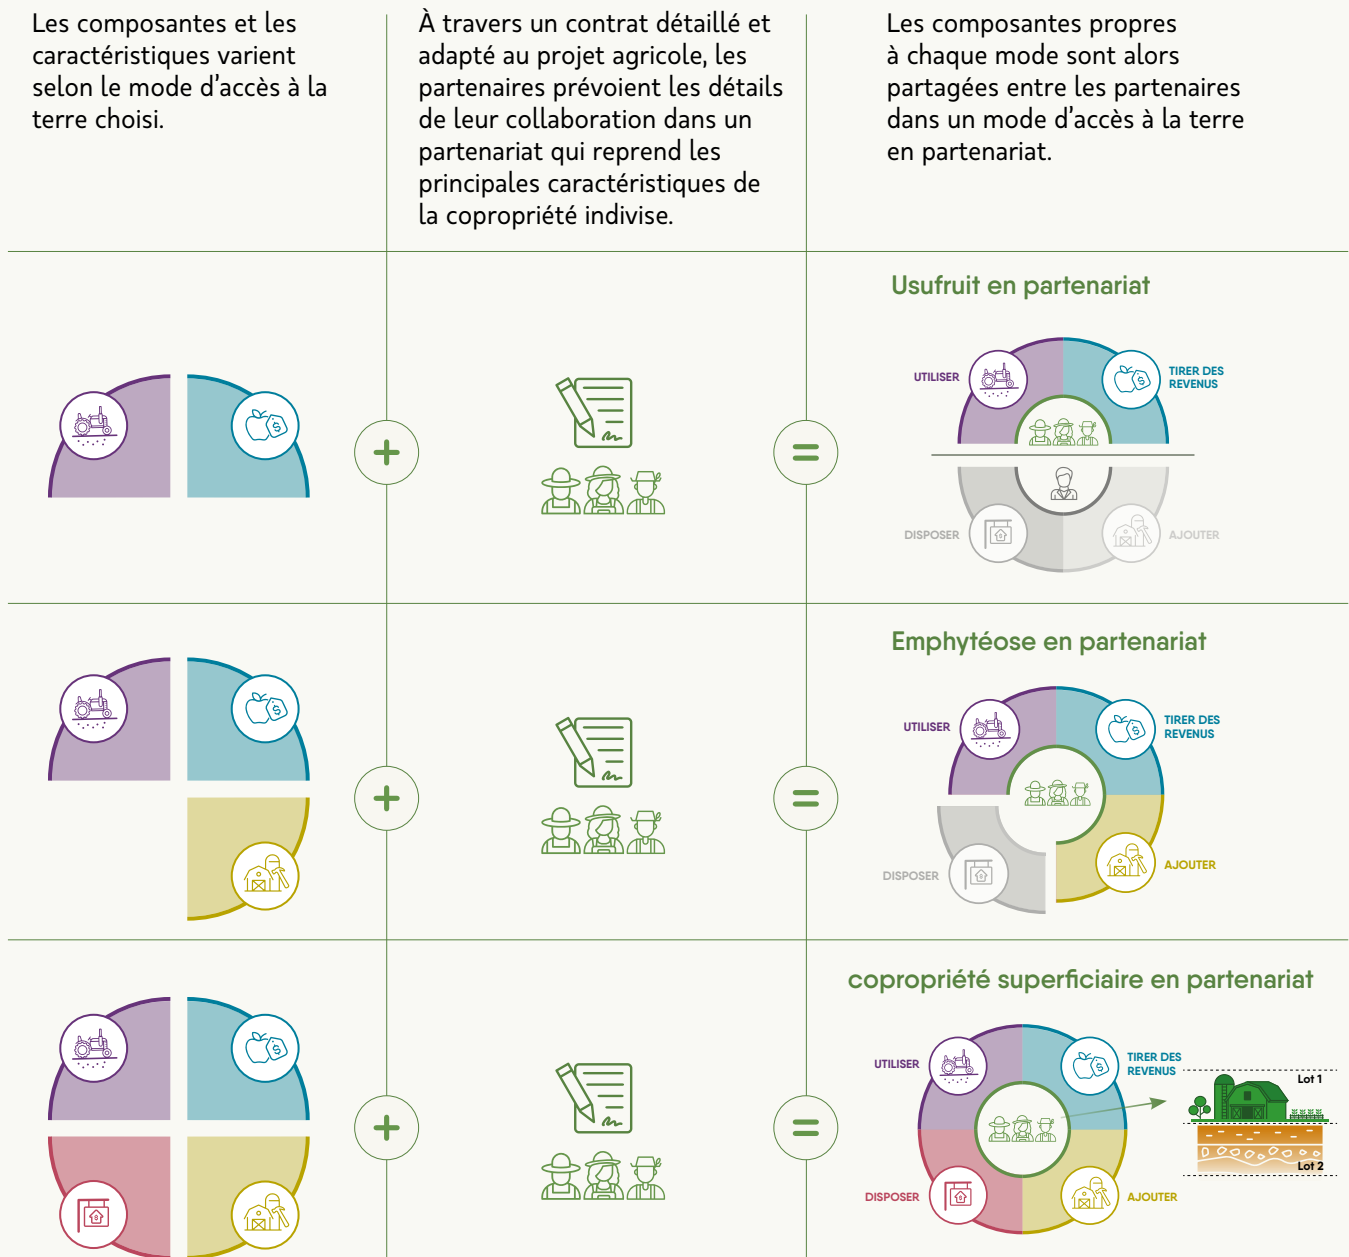 Les composantes et les
caractéristiques varient
selon le mode d'accès à la
terre choisi.
À travers un contrat détaillé et
adapté au projet agricole, les
partenaires prévoient les détails
de leur collaboration dans un
partenariat qui reprend les
principales caractéristiques de
la copropriété indivise.
Les composantes propres
à chaque mode sont alors
partagées entre les partenaires
dans un mode d'accès à la terre
en partenariat.
Usufruit en partenariat
UTILISER
TIRER DES
REVENUS
DISPOSER
AJOUTER
Emphytéose en partenariat
UTILISER
TIRER DES
REVENUS
DISPOSER
AJOUTER
copropriété superficiaire en partenariat
UTILISER
TIRER DES
REVENUS
Lot 1
Lot 2
DISPOSER
AJOUTER